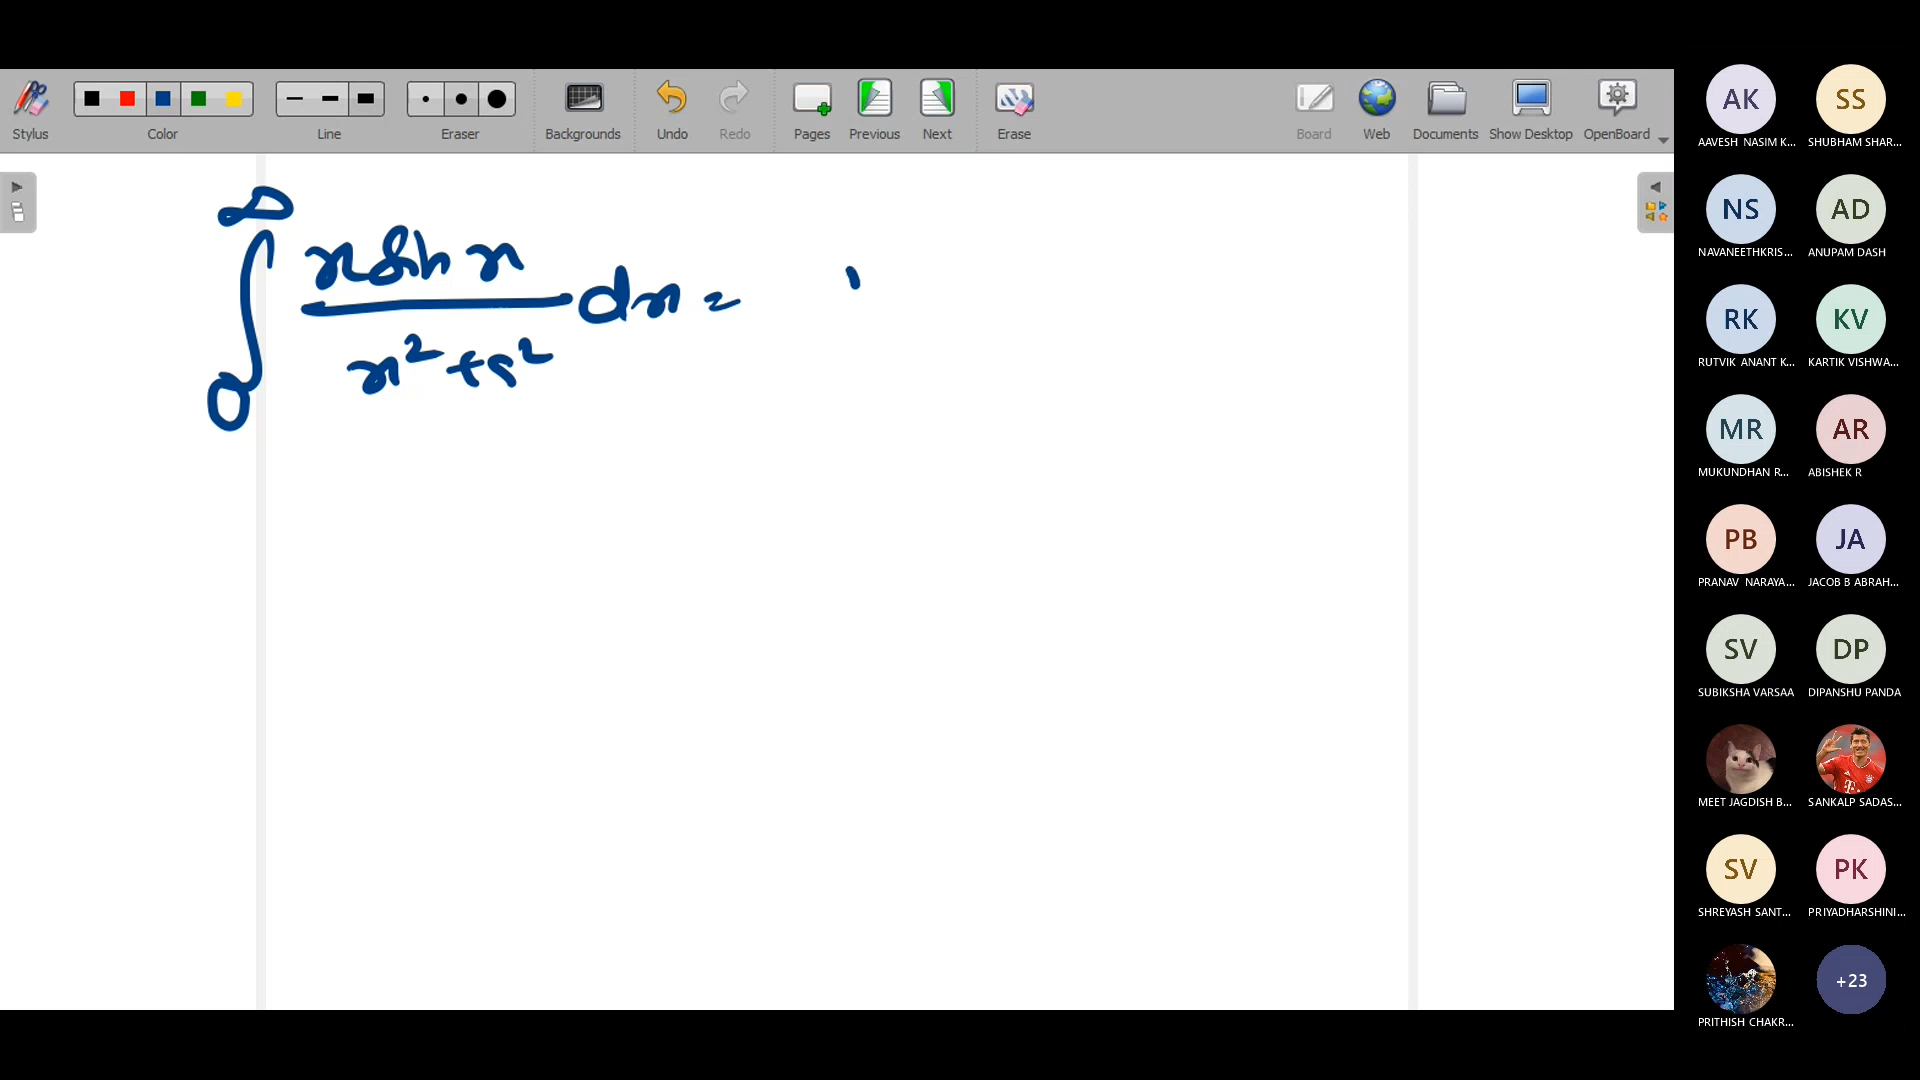 AK SS
AAVESH NASIM K... SHUBHAM SHAR...
Stylus Color Line Eraser Backgrounds Undo Redo Pages Previous Next Erase Board Web Documents Show Desktop OpenBoard
NS AD
NAVANEETHKRIS... ANUPAM DASH
∞
∫ x sin x / x² + s² dx =
0
RK KV
RUTVIK ANANT K... KARTIK VISHWA...
MR AR
MUKUNDHAN R... ABISHEK R
PB JA
PRANAV NARAYA... JACOB B ABRAH...
SV DP
SUBIKSHA VARSAA DIPANSHU PANDA
MEET JAGDISH B... SANKALP SADAS...
SV PK
SHREYASH SANT... PRIYADHARSHINI...
+23
PRITHISH CHAKR...